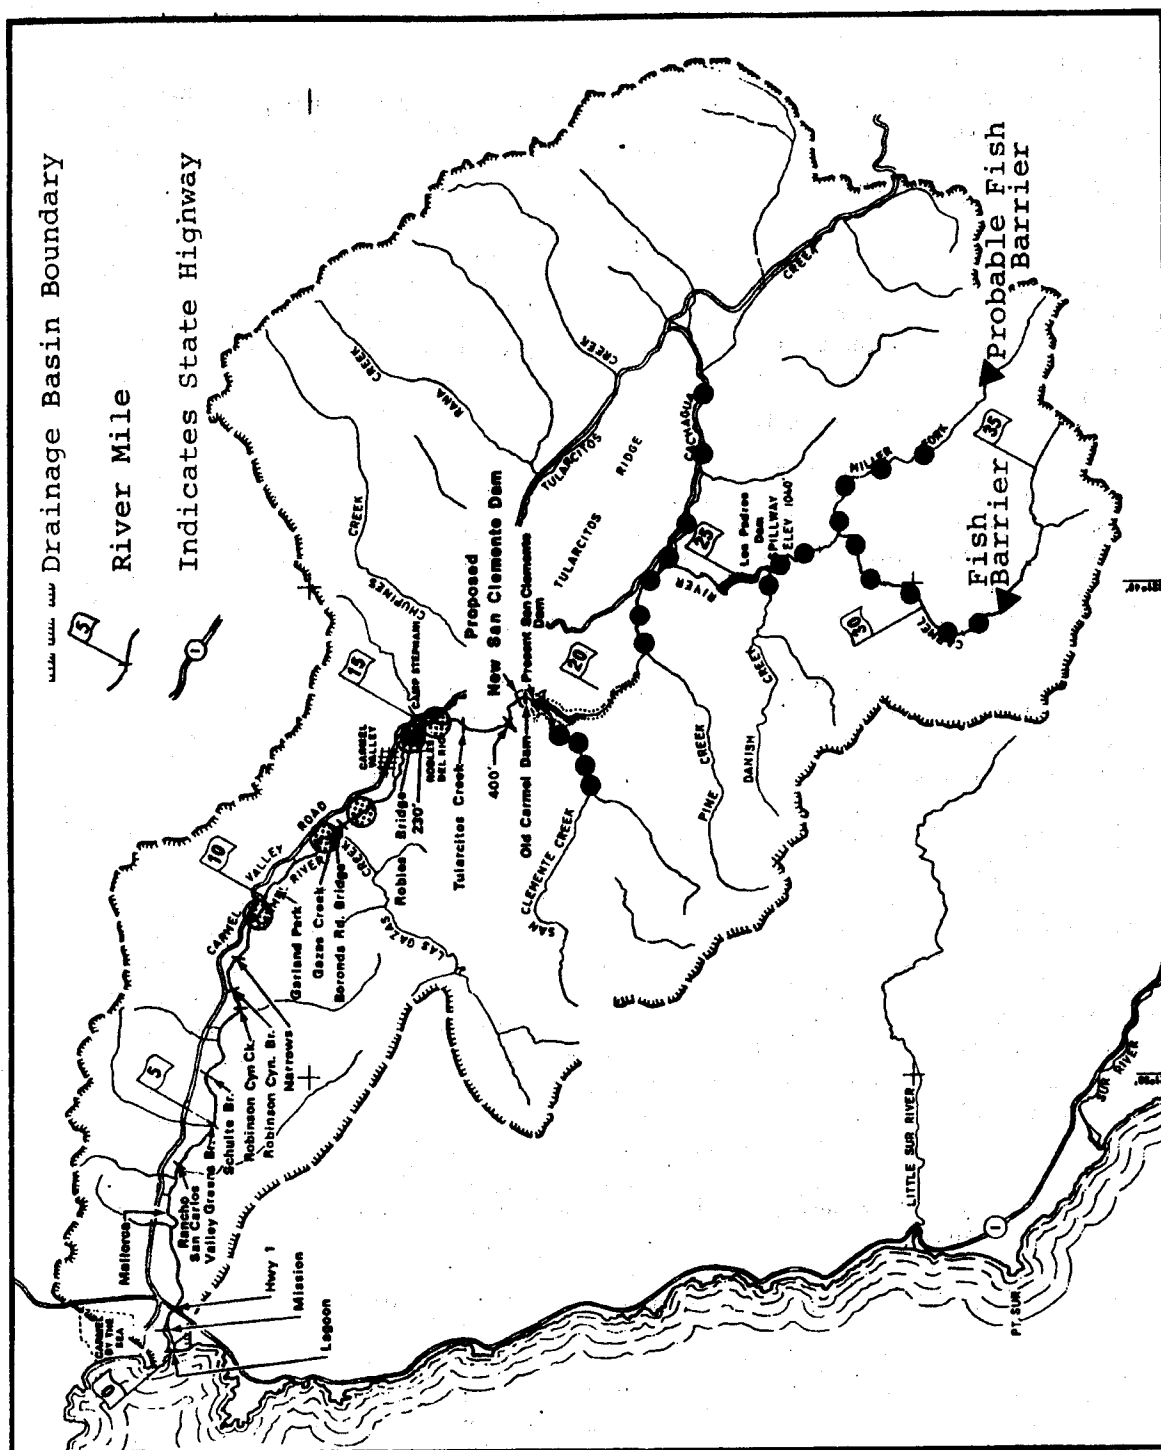 Drainage Basin Boundary
5
River Mile
1
Indicates State Highway
0
CARMEL
BY THE
SEA
Lagoon
Mission
Hwy 1
Mallorca
Rancho
San Carlos
Valley Greens Br.
Schulte Br.
5
Robinson Cyn Ck.
Robinson Cyn. Br.
Narrows
CARMEL VALLEY ROAD
RIVER
10
Garland Park
Gazas Creek
Boronda Rd. Bridge
LAS GAZAS
CREEK
CARMEL
VALLEY
Robles Bridge
230'
ROBLES
DEL RIO
15
CAMP STEPHANI
Tularcitos Creek
400'
Proposed
New San Clemente Dam
Old Carmel Dam
Present San Clemente
Dam
CHUPINES
CREEK
RANA
CREEK
CREEK
TULARCITOS
CREEK
TULARCITOS
RIDGE
CACHAGUA
20
SAN CLEMENTE CREEK
PINE
CREEK
DANISH
CREEK
RIVER
25
Los Padres
Dam
SPILLWAY
ELEV 1040'
MILLER
FORK
30
CARMEL
35
Fish
Barrier
Probable Fish
Barrier
LITTLE SUR RIVER
SUR RIVER
1
PT. SUR